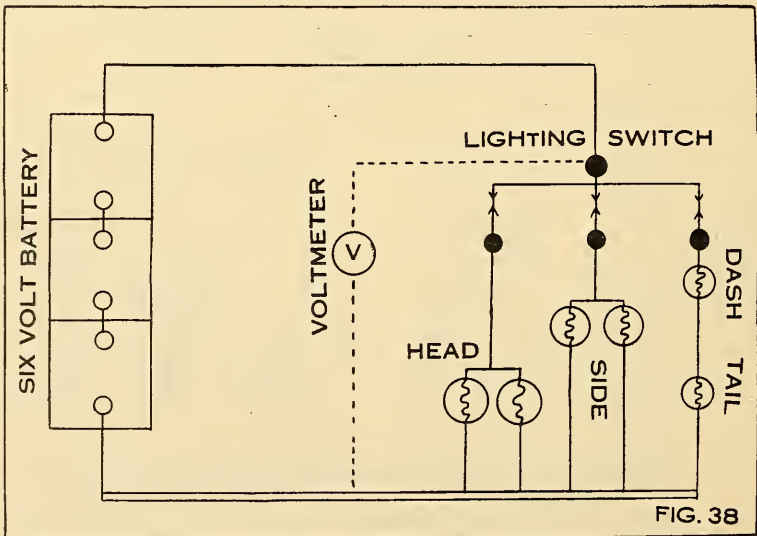 LIGHTING SWITCH
SIX VOLT BATTERY
VOLTMETER
V
HEAD
SIDE
DASH
TAIL
FIG. 38